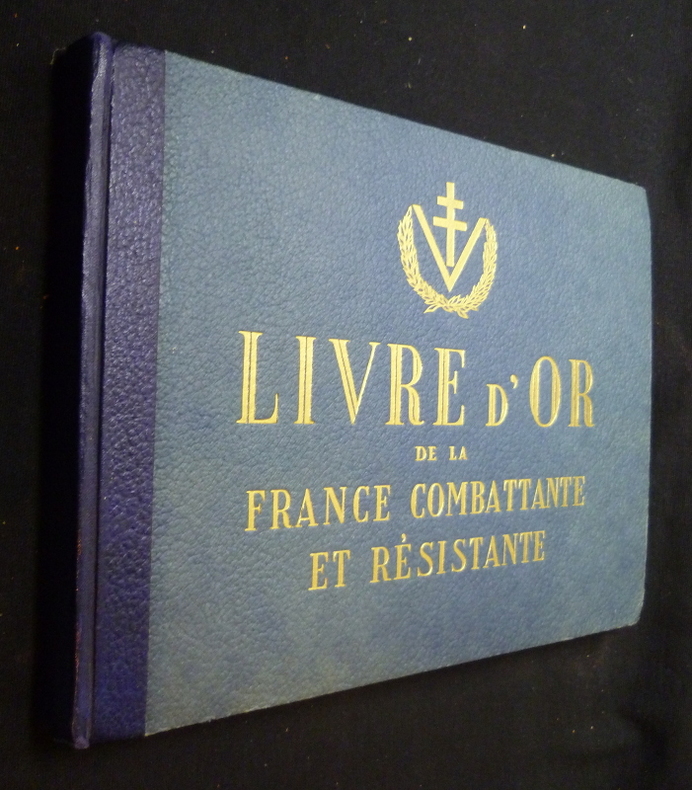 LIVRE D'OR
DE LA
FRANCE COMBATTANTE
ET RÉSISTANTE